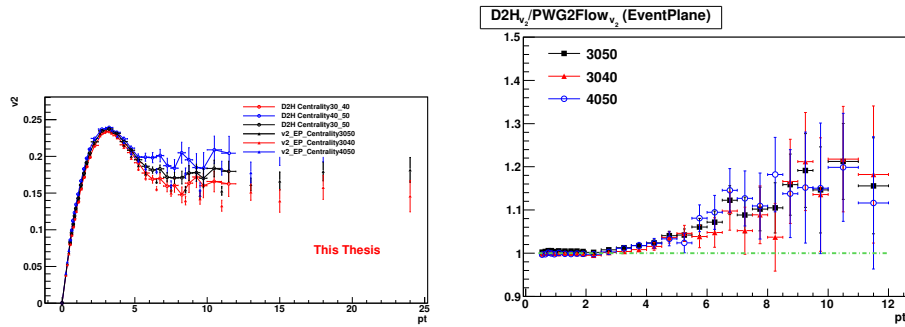 v2
0.25
0.2
0.15
0.1
0.05
0
D2H Centrality30_40
D2H Centrality40_50
D2H Centrality30_50
v2_EP_Centrality3050
v2_EP_Centrality3040
v2_EP_Centrality4050
This Thesis
0 5 10 15 20 25
pt
D2Hv2/PWG2Flowv2 (EventPlane)
1.5
1.4
1.3
1.2
1.1
1.0
0.9
3050
3040
4050
0 2 4 6 8 10 12
pt